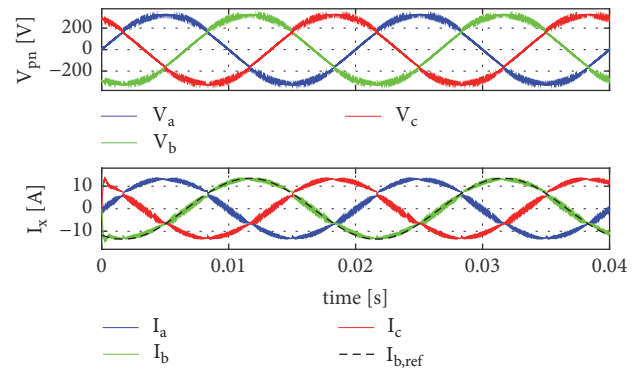 V_pn [V]
200
0
−200
V_a
V_c
V_b
I_x [A]
10
0
−10
0 0.01 0.02 0.03 0.04
time [s]
I_a
I_c
I_b
I_b,ref